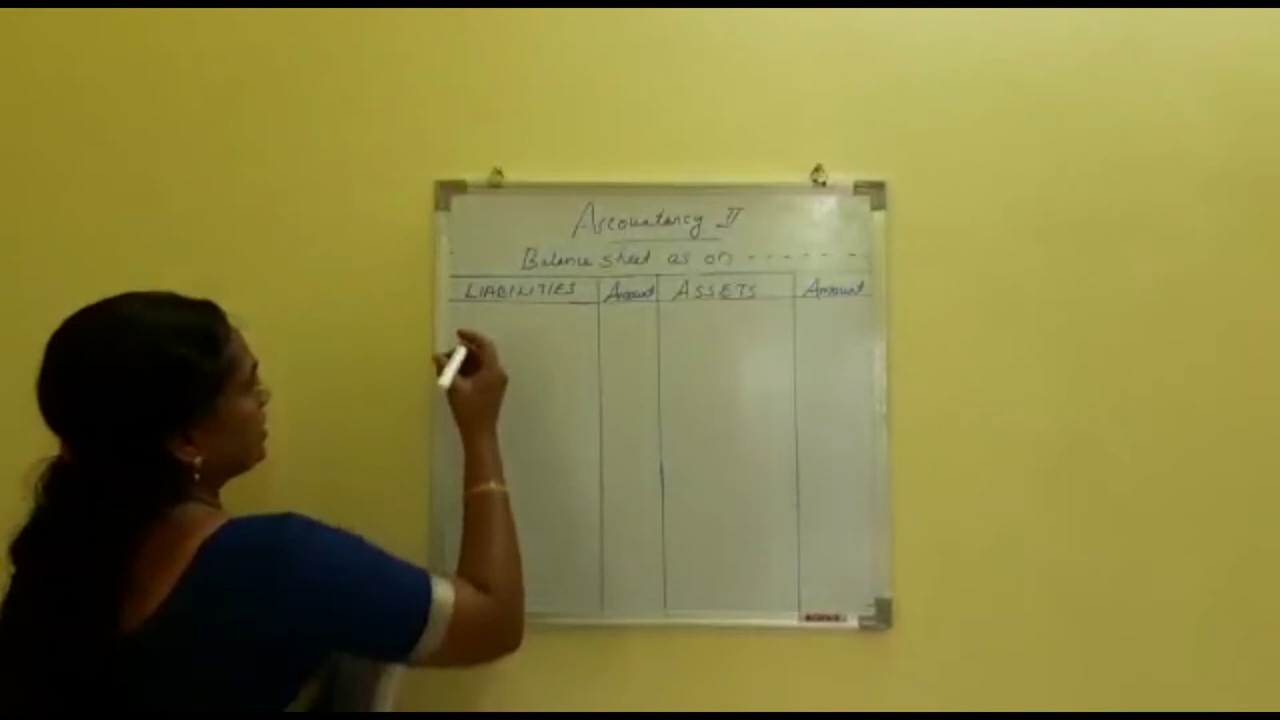 Accountancy II
Balance sheet as on - - - - - - -
LIABILITIES Amount ASSETS Amount